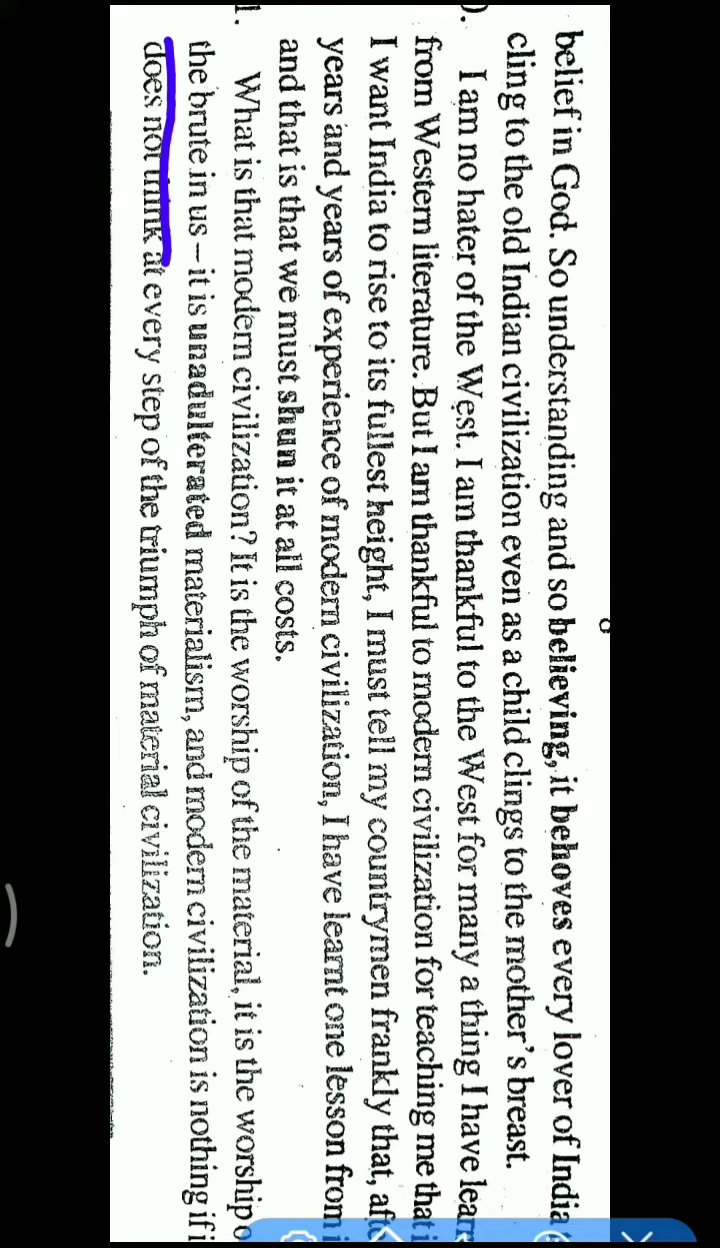 belief in God. So understanding and so believing, it behoves every lover of India
cling to the old Indian civilization even as a child clings to the mother's breast.
I am no hater of the West. I am thankful to the West for many a thing I have lear
from Western literature. But I am thankful to modern civilization for teaching me that i
I want India to rise to its fullest height, I must tell my countrymen frankly that, aft
years and years of experience of modern civilization, I have learnt one lesson from i
and that is that we must shun it at all costs.
1. What is that modern civilization? It is the worship of the material, it is the worship o
the brute in us – it is unadulterated materialism, and modern civilization is nothing if i
does not think at every step of the triumph of material civilization.